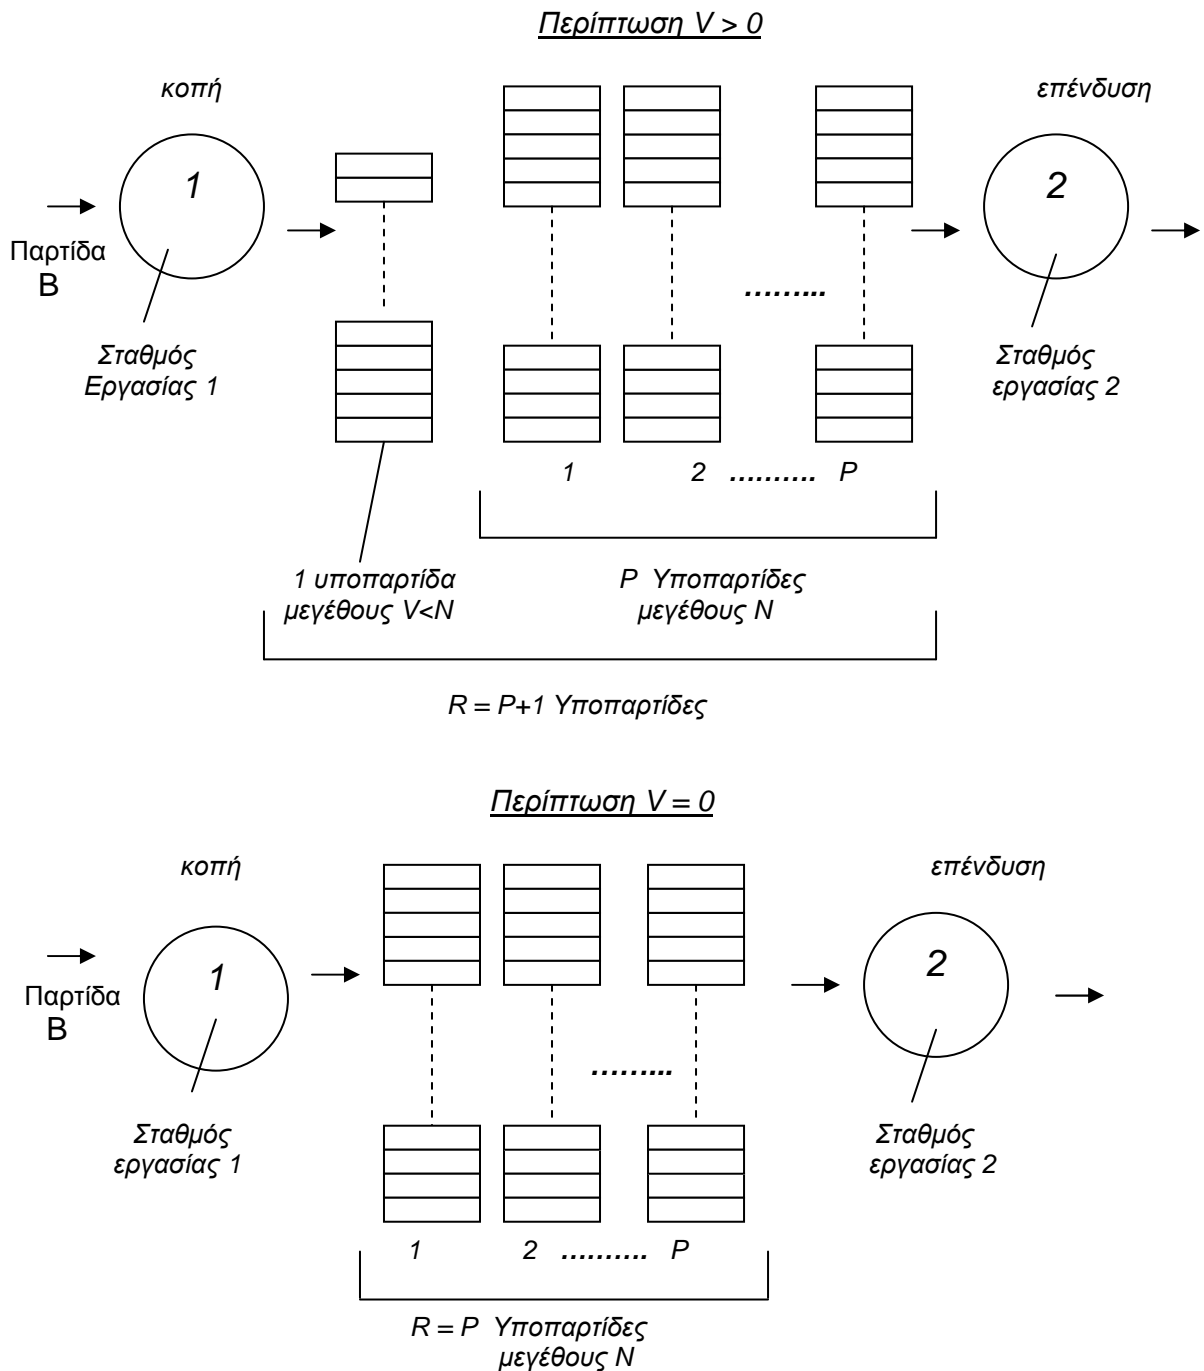 Περίπτωση V > 0
κοπή
επένδυση
1
2
Παρτίδα
Β
.........
Σταθμός
Εργασίας 1
Σταθμός
εργασίας 2
1 2 .......... P
1 υποπαρτίδα
μεγέθους V<N
P Υποπαρτίδες
μεγέθους N
R = P+1 Υποπαρτίδες
Περίπτωση V = 0
κοπή
επένδυση
1
2
Παρτίδα
Β
.........
Σταθμός
εργασίας 1
Σταθμός
εργασίας 2
1 2 .......... P
R = P Υποπαρτίδες
μεγέθους N